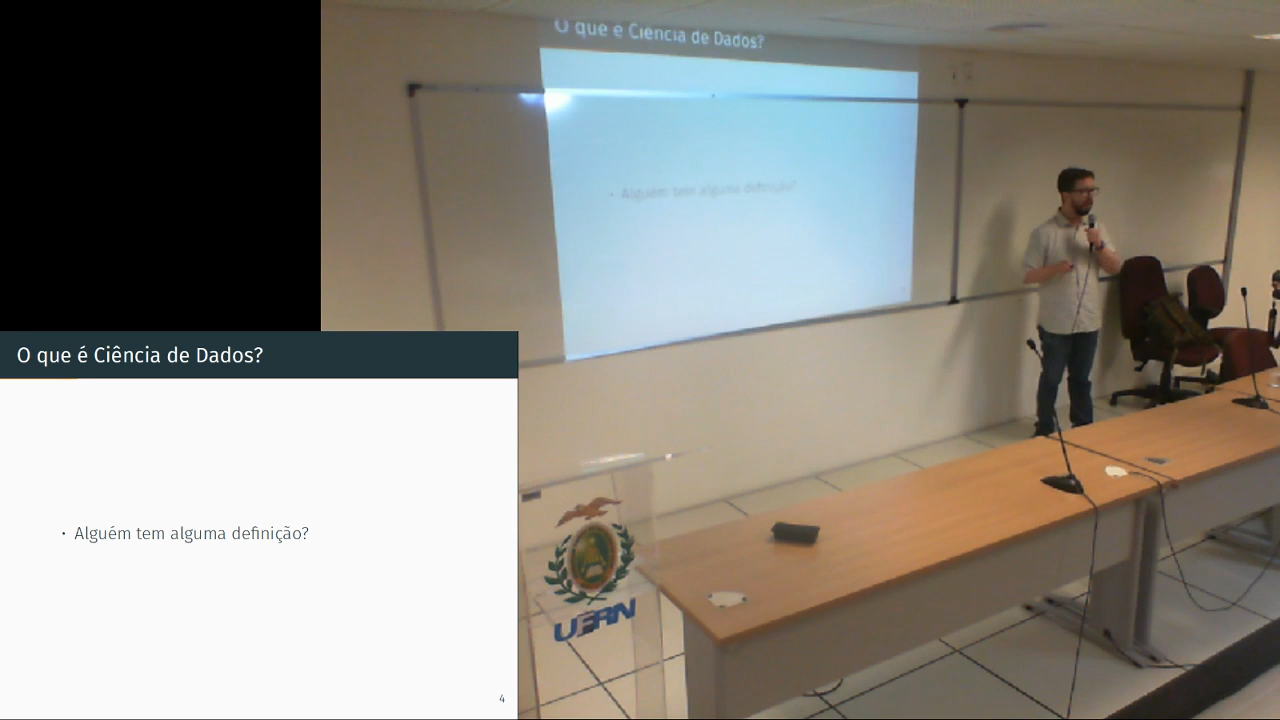 O que é Ciência de Dados?
• Alguém tem alguma definição?
O que é Ciência de Dados?
• Alguém tem alguma definição?
4
UERN